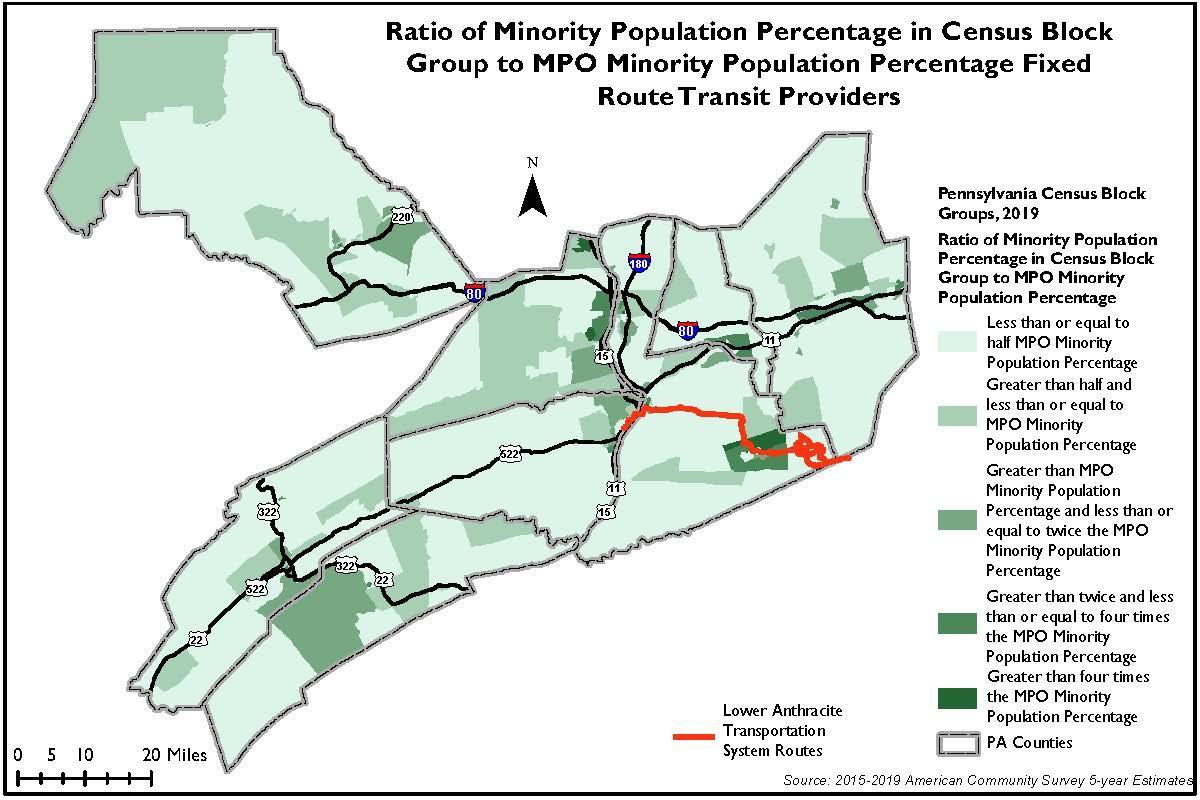 Ratio of Minority Population Percentage in Census Block
Group to MPO Minority Population Percentage Fixed
Route Transit Providers
N
220
80
180
80
11
15
522
11
15
322
322
22
522
22
Pennsylvania Census Block
Groups, 2019
Ratio of Minority Population
Percentage in Census Block
Group to MPO Minority
Population Percentage
Less than or equal to
half MPO Minority
Population Percentage
Greater than half and
less than or equal to
MPO Minority
Population Percentage
Greater than MPO
Minority Population
Percentage and less than or
equal to twice the MPO
Minority Population
Percentage
Greater than twice and less
than or equal to four times
the MPO Minority
Population Percentage
Greater than four times
the MPO Minority
Population Percentage
PA Counties
Lower Anthracite
Transportation
System Routes
0 5 10 20 Miles
Source: 2015-2019 American Community Survey 5-year Estimates